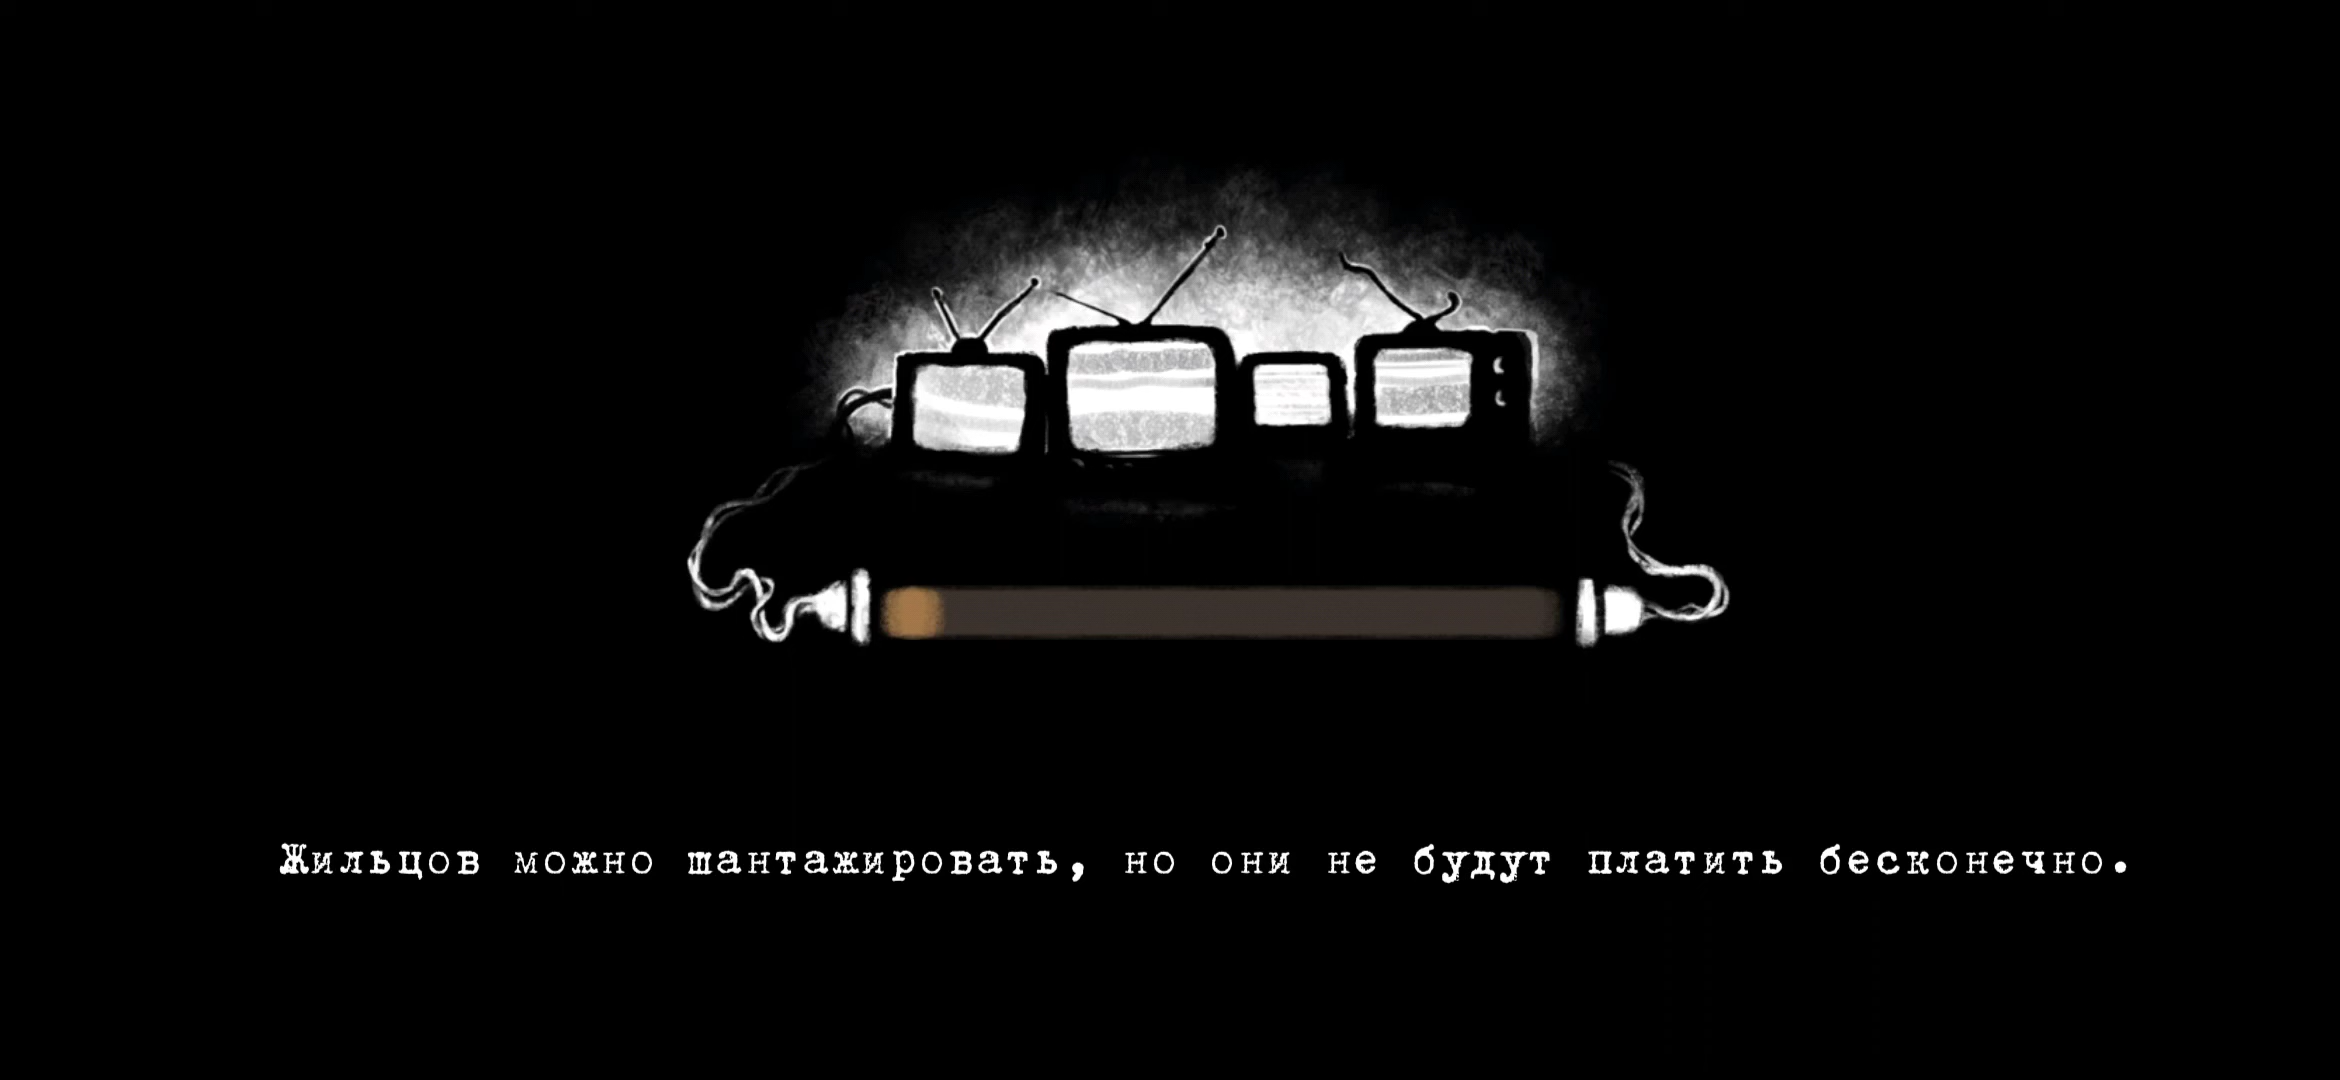 Жильцов можно шантажировать, но они не будут платить бесконечно.